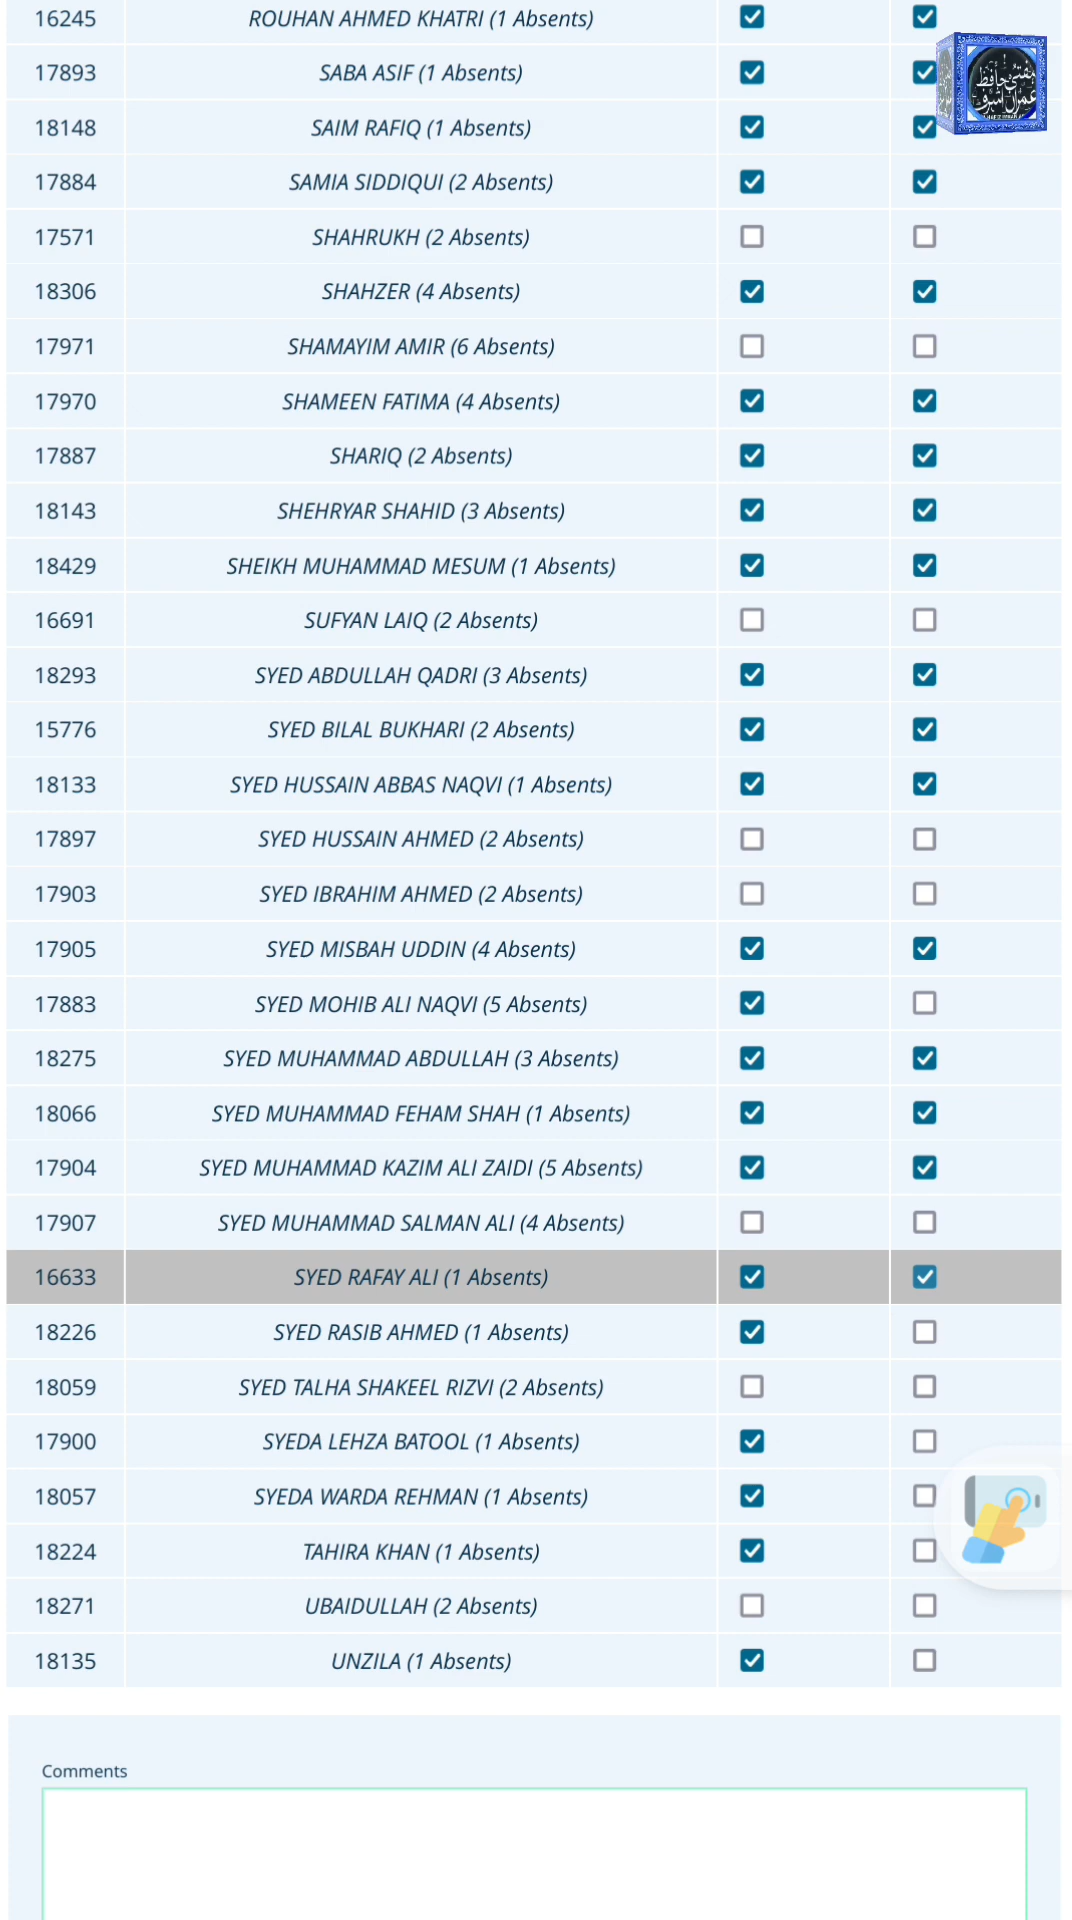 16245 ROUHAN AHMED KHATRI (1 Absents)
17893 SABA ASIF (1 Absents)
مفتی حافظ
عمران اشرفی
18148 SAIM RAFIQ (1 Absents)
17884 SAMIA SIDDIQUI (2 Absents)
17571 SHAHRUKH (2 Absents)
18306 SHAHZER (4 Absents)
17971 SHAMAYIM AMIR (6 Absents)
17970 SHAMEEN FATIMA (4 Absents)
17887 SHARIQ (2 Absents)
18143 SHEHRYAR SHAHID (3 Absents)
18429 SHEIKH MUHAMMAD MESUM (1 Absents)
16691 SUFYAN LAIQ (2 Absents)
18293 SYED ABDULLAH QADRI (3 Absents)
15776 SYED BILAL BUKHARI (2 Absents)
18133 SYED HUSSAIN ABBAS NAQVI (1 Absents)
17897 SYED HUSSAIN AHMED (2 Absents)
17903 SYED IBRAHIM AHMED (2 Absents)
17905 SYED MISBAH UDDIN (4 Absents)
17883 SYED MOHIB ALI NAQVI (5 Absents)
18275 SYED MUHAMMAD ABDULLAH (3 Absents)
18066 SYED MUHAMMAD FEHAM SHAH (1 Absents)
17904 SYED MUHAMMAD KAZIM ALI ZAIDI (5 Absents)
17907 SYED MUHAMMAD SALMAN ALI (4 Absents)
16633 SYED RAFAY ALI (1 Absents)
18226 SYED RASIB AHMED (1 Absents)
18059 SYED TALHA SHAKEEL RIZVI (2 Absents)
17900 SYEDA LEHZA BATOOL (1 Absents)
18057 SYEDA WARDA REHMAN (1 Absents)
18224 TAHIRA KHAN (1 Absents)
18271 UBAIDULLAH (2 Absents)
18135 UNZILA (1 Absents)
Comments